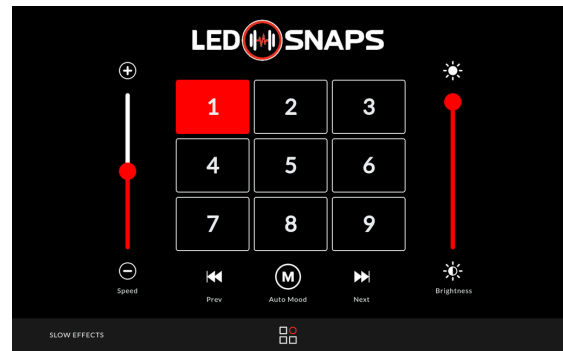 LED SNAPS
1 2 3
4 5 6
7 8 9
M
Speed Prev Auto Mood Next Brightness
SLOW EFFECTS